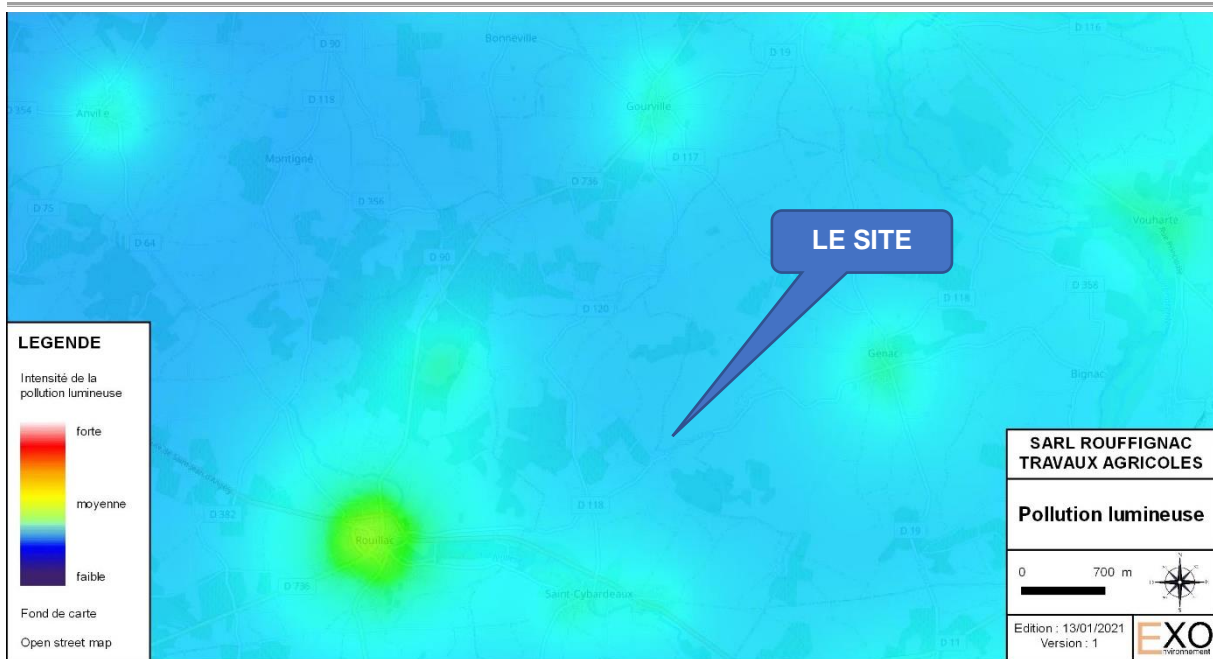 D 90
Bonneville
D 19
D 116
D 354
Anville
D 118
Gourville
Montigné
D 117
D 736
D 75
D 356
D 64
Vouharte
LE SITE
D 90
D 120
D 118
D 358
Genac
Bignac
LEGENDE
Intensité de la
pollution lumineuse
forte
moyenne
faible
Fond de carte
Open street map
D 382
Rouillac
D 118
D 19
D 736
Saint-Cybardeaux
D 11
SARL ROUFFIGNAC
TRAVAUX AGRICOLES
Pollution lumineuse
0 700 m
Edition : 13/01/2021
Version : 1
EXO
environnement